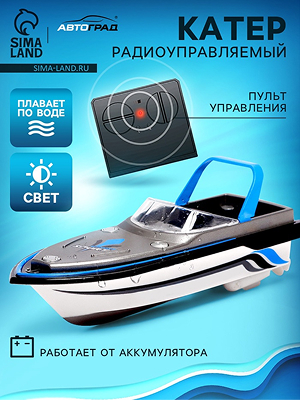 SIMA
LAND
АВТОГРАД
SIMA-LAND.RU
КАТЕР
РАДИОУПРАВЛЯЕМЫЙ
ПУЛЬТ
УПРАВЛЕНИЯ
ПЛАВАЕТ
ПО ВОДЕ
СВЕТ
РАБОТАЕТ ОТ АККУМУЛЯТОРА